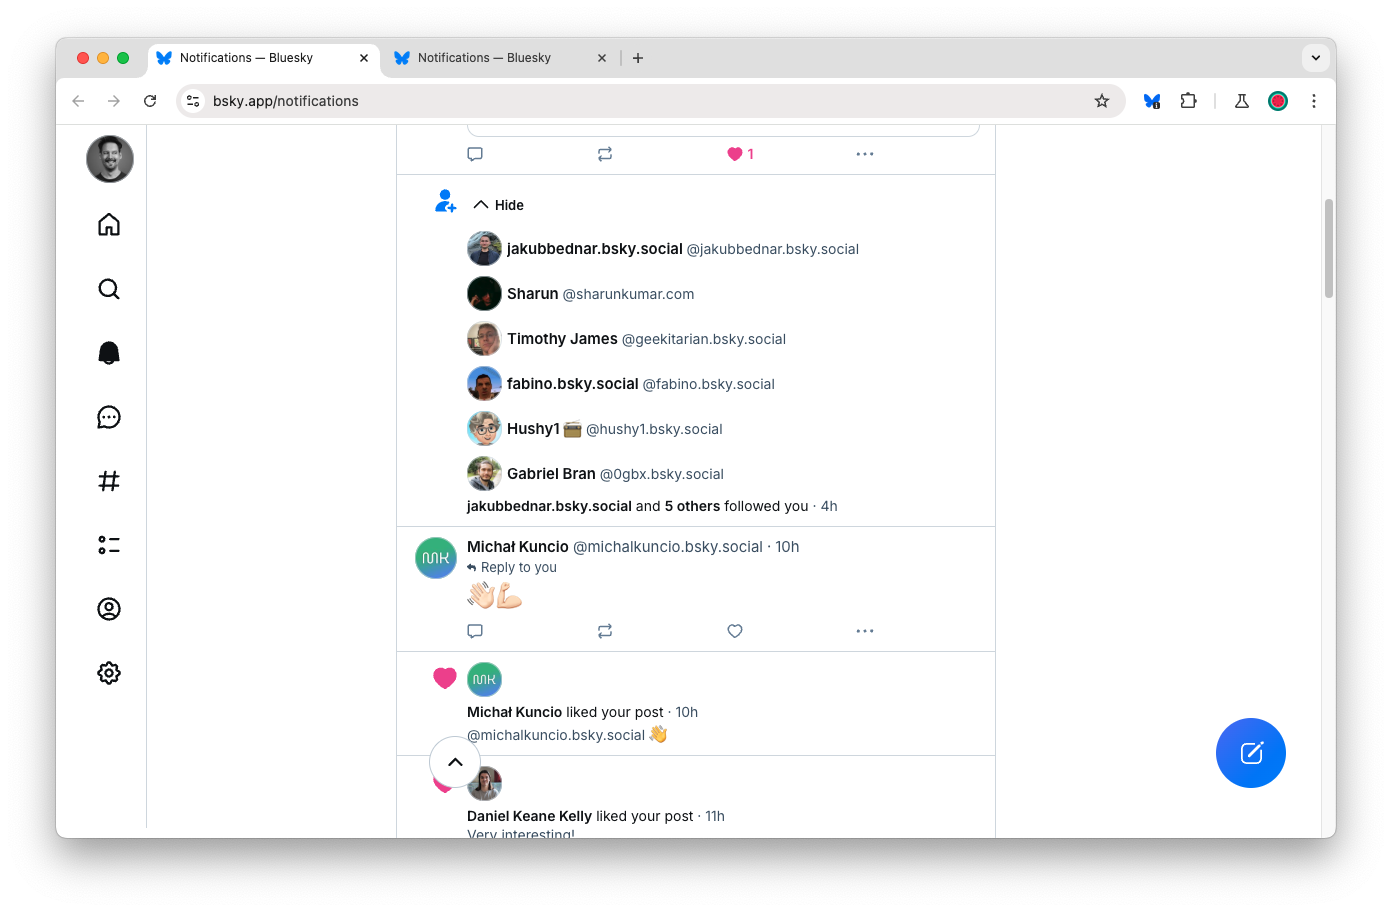 Notifications — Bluesky
Notifications — Bluesky
bsky.app/notifications
1
Hide
jakubbednar.bsky.social @jakubbednar.bsky.social
Sharun @sharunkumar.com
Timothy James @geekitarian.bsky.social
fabino.bsky.social @fabino.bsky.social
Hushy1 @hushy1.bsky.social
Gabriel Bran @0gbx.bsky.social
jakubbednar.bsky.social and 5 others followed you · 4h
MK
Michał Kuncio @michalkuncio.bsky.social · 10h
Reply to you
👋🏻💪🏻
MK
Michał Kuncio liked your post · 10h
@michalkuncio.bsky.social 👋
Daniel Keane Kelly liked your post · 11h
Very interesting!